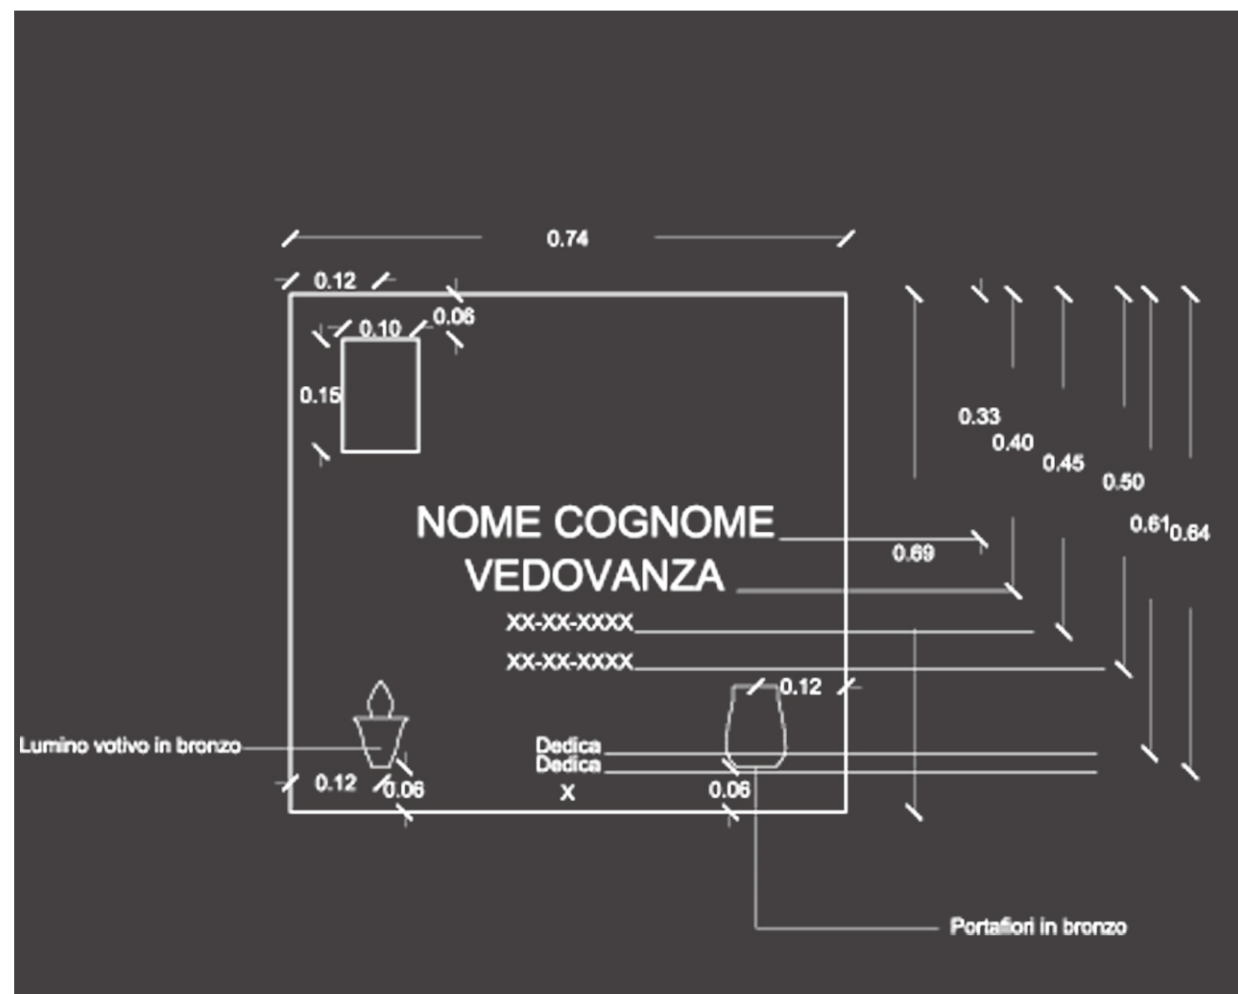 0.74
0.12
0.06
0.10
0.15
0.33
0.40
0.45
0.50
0.61
0.64
NOME COGNOME
0.69
VEDOVANZA
XX-XX-XXXX
XX-XX-XXXX
0.12
Lumino votivo in bronzo
Dedica
Dedica
0.12
0.06
X
0.06
Portafiori in bronzo